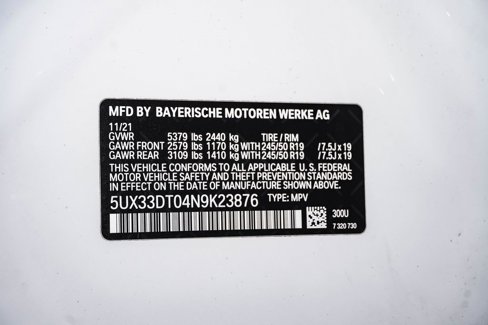 MFD BY BAYERISCHE MOTOREN WERKE AG
11/21
GVWR 5379 lbs 2440 kg TIRE / RIM
GAWR FRONT 2579 lbs 1170 kg WITH 245/50 R19 /7.5J x 19
GAWR REAR 3109 lbs 1410 kg WITH 245/50 R19 /7.5J x 19
THIS VEHICLE CONFORMS TO ALL APPLICABLE U. S. FEDERAL
MOTOR VEHICLE SAFETY AND THEFT PREVENTION
STANDARDS IN EFFECT ON THE DATE OF MANUFACTURE
SHOWN ABOVE.
5UX33DT04N9K23876 TYPE: MPV
300U
7 320 730